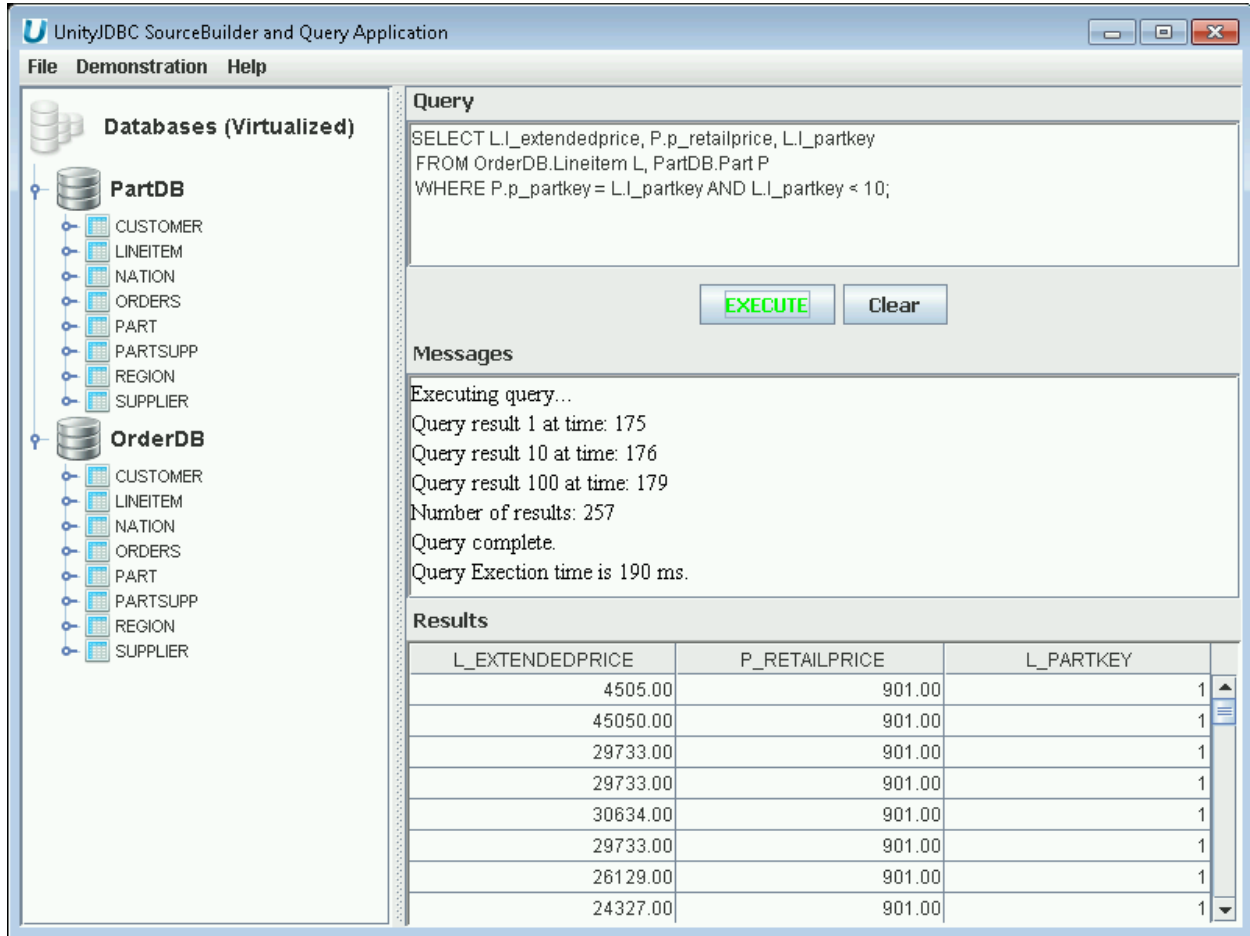 UnityJDBC SourceBuilder and Query Application
File Demonstration Help
Databases (Virtualized)
PartDB
CUSTOMER
LINEITEM
NATION
ORDERS
PART
PARTSUPP
REGION
SUPPLIER
OrderDB
CUSTOMER
LINEITEM
NATION
ORDERS
PART
PARTSUPP
REGION
SUPPLIER
Query
SELECT L.l_extendedprice, P.p_retailprice, L.l_partkey
FROM OrderDB.Lineitem L, PartDB.Part P
WHERE P.p_partkey = L.l_partkey AND L.l_partkey < 10;
EXECUTE Clear
Messages
Executing query...
Query result 1 at time: 175
Query result 10 at time: 176
Query result 100 at time: 179
Number of results: 257
Query complete.
Query Exection time is 190 ms.
Results
L_EXTENDEDPRICE P_RETAILPRICE L_PARTKEY
4505.00 901.00 1
45050.00 901.00 1
29733.00 901.00 1
29733.00 901.00 1
30634.00 901.00 1
29733.00 901.00 1
26129.00 901.00 1
24327.00 901.00 1